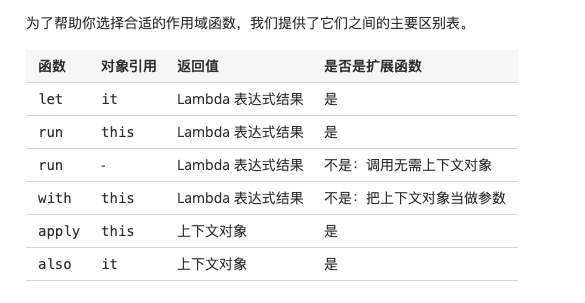 为了帮助你选择合适的作用域函数，我们提供了它们之间的主要区别表。
函数 对象引用 返回值 是否是扩展函数
let it Lambda 表达式结果 是
run this Lambda 表达式结果 是
run - Lambda 表达式结果 不是：调用无需上下文对象
with this Lambda 表达式结果 不是：把上下文对象当做参数
apply this 上下文对象 是
also it 上下文对象 是